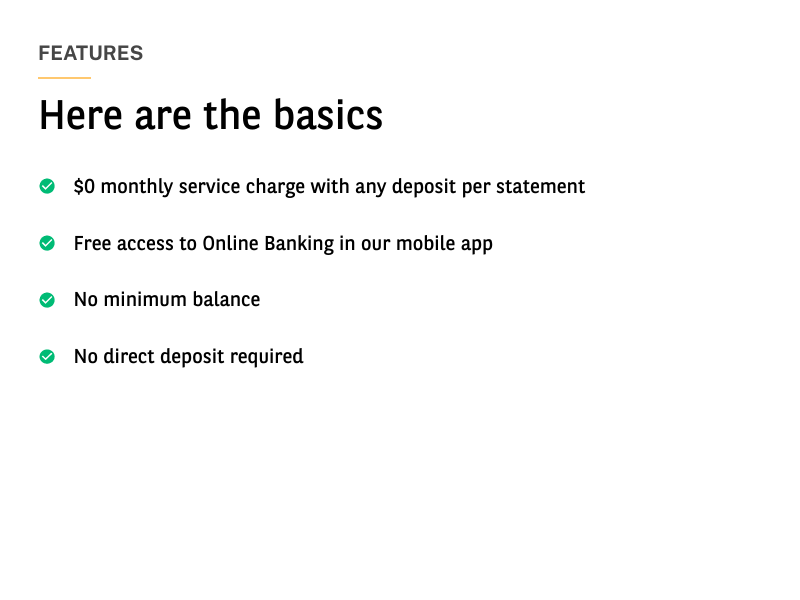 FEATURES
Here are the basics
$0 monthly service charge with any deposit per statement
Free access to Online Banking in our mobile app
No minimum balance
No direct deposit required